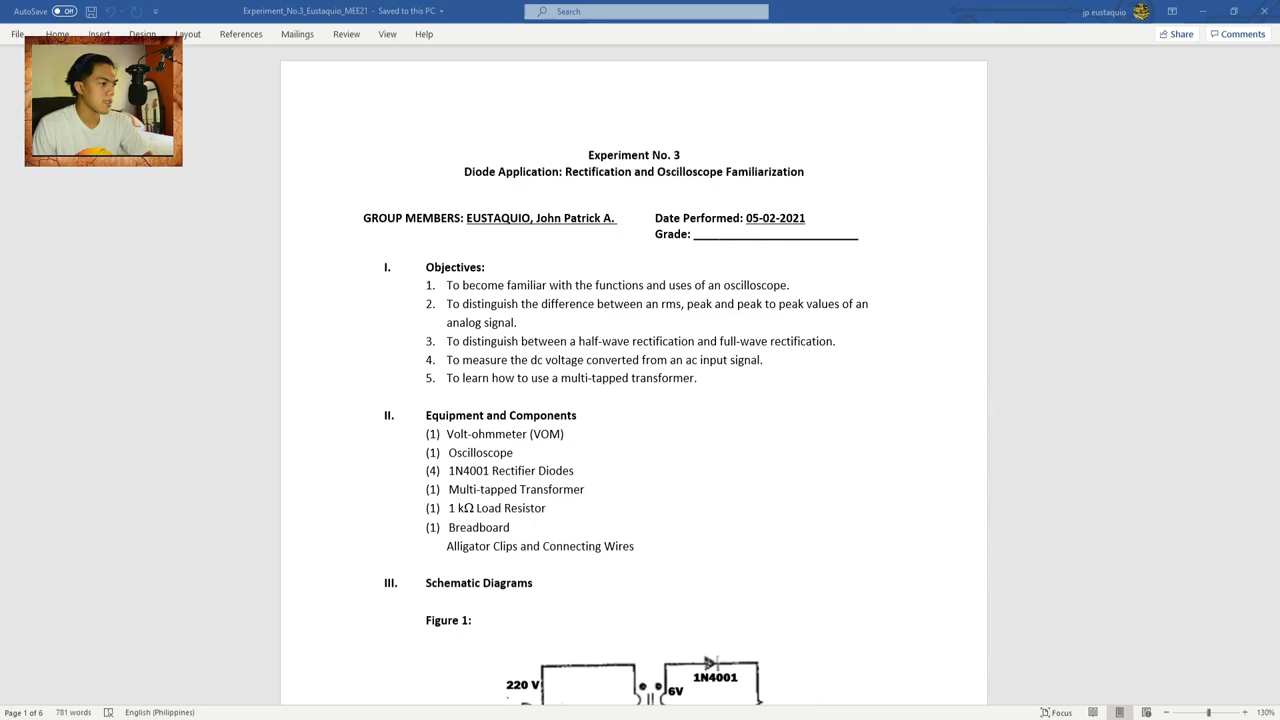 AutoSave Off Experiment_No.3_Eustaquio_MEE21 - Saved to this PC Search jp eustaquio
File Home Insert Design Layout References Mailings Review View Help Share Comments
Experiment No. 3
Diode Application: Rectification and Oscilloscope Familiarization
GROUP MEMBERS: EUSTAQUIO, John Patrick A. Date Performed: 05-02-2021
Grade: __________________________
I. Objectives:
1. To become familiar with the functions and uses of an oscilloscope.
2. To distinguish the difference between an rms, peak and peak to peak values of an
analog signal.
3. To distinguish between a half-wave rectification and full-wave rectification.
4. To measure the dc voltage converted from an ac input signal.
5. To learn how to use a multi-tapped transformer.
II. Equipment and Components
(1) Volt-ohmmeter (VOM)
(1) Oscilloscope
(4) 1N4001 Rectifier Diodes
(1) Multi-tapped Transformer
(1) 1 kΩ Load Resistor
(1) Breadboard
Alligator Clips and Connecting Wires
III. Schematic Diagrams
Figure 1:
1N4001
220 V
6V
Page 1 of 6 781 words English (Philippines) Focus 130%